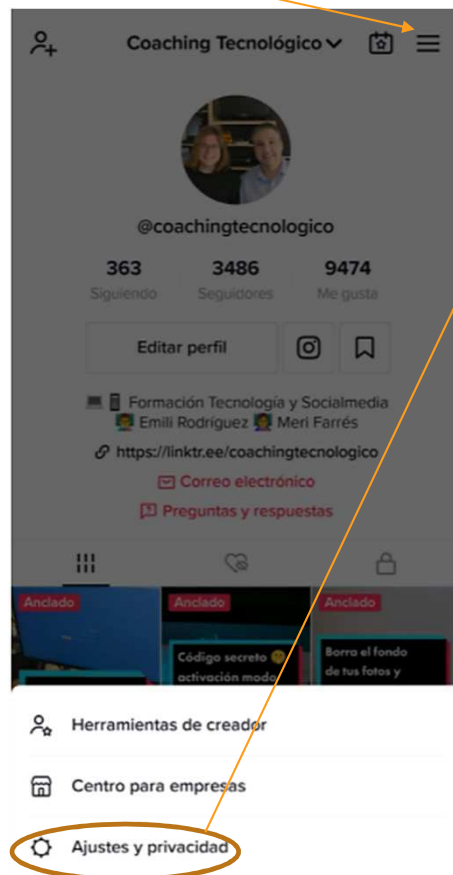 Coaching Tecnológico
@coachingtecnologico
363 3486 9474
Siguiendo Seguidores Me gusta
Editar perfil
Formación Tecnología y Socialmedia
Emili Rodríguez Meri Farrés
https://linktr.ee/coachingtecnologico
Correo electrónico
Preguntas y respuestas
Anclado Anclado Anclado
Código secreto
activación modo
Borra el fondo
de tus fotos y
Herramientas de creador
Centro para empresas
Ajustes y privacidad